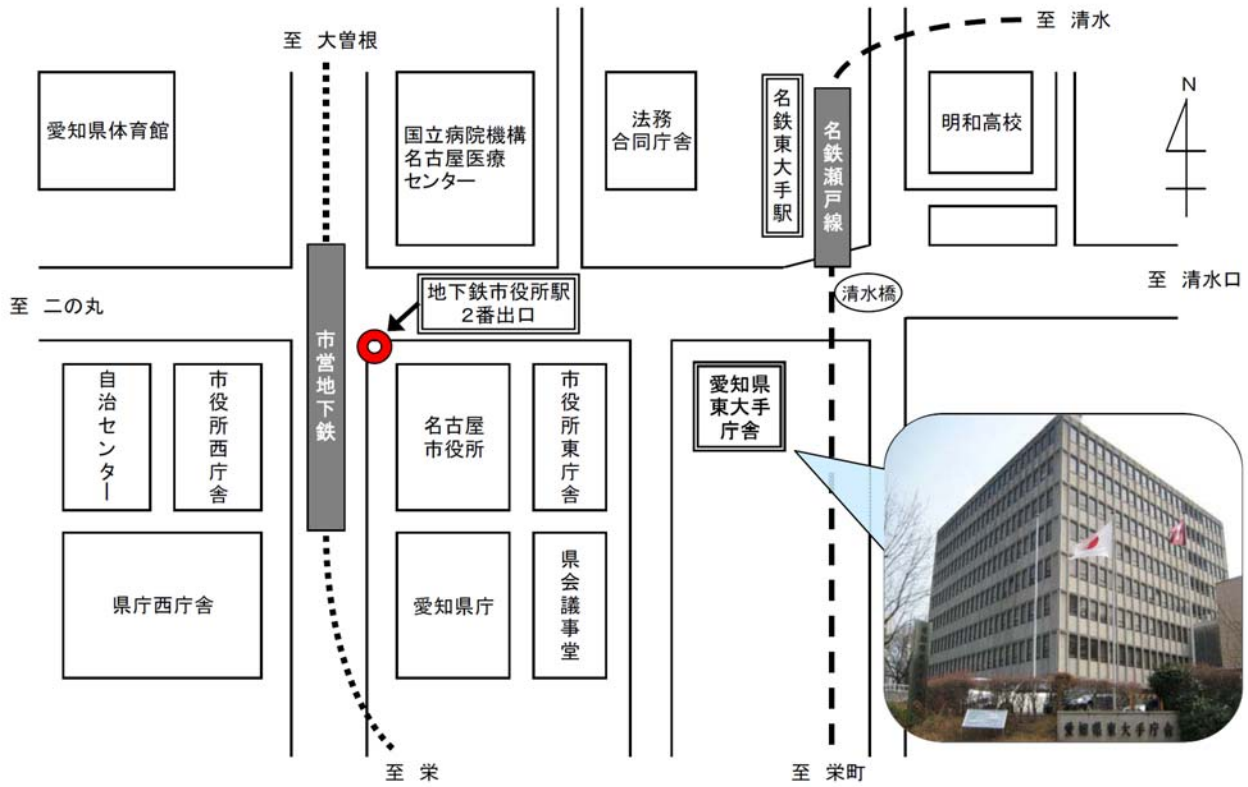 至 大曽根
至 清水
N
愛知県体育館
国立病院機構
名古屋医療
センター
法務
合同庁舎
名鉄東大手駅
名鉄瀬戸線
明和高校
至 二の丸
地下鉄市役所駅
2番出口
清水橋
至 清水口
市営地下鉄
自治センター
市役所西庁舎
名古屋
市役所
市役所東庁舎
愛知県
東大手
庁舎
県庁西庁舎
愛知県庁
県会議事堂
愛知県東大手庁舎
至 栄
至 栄町